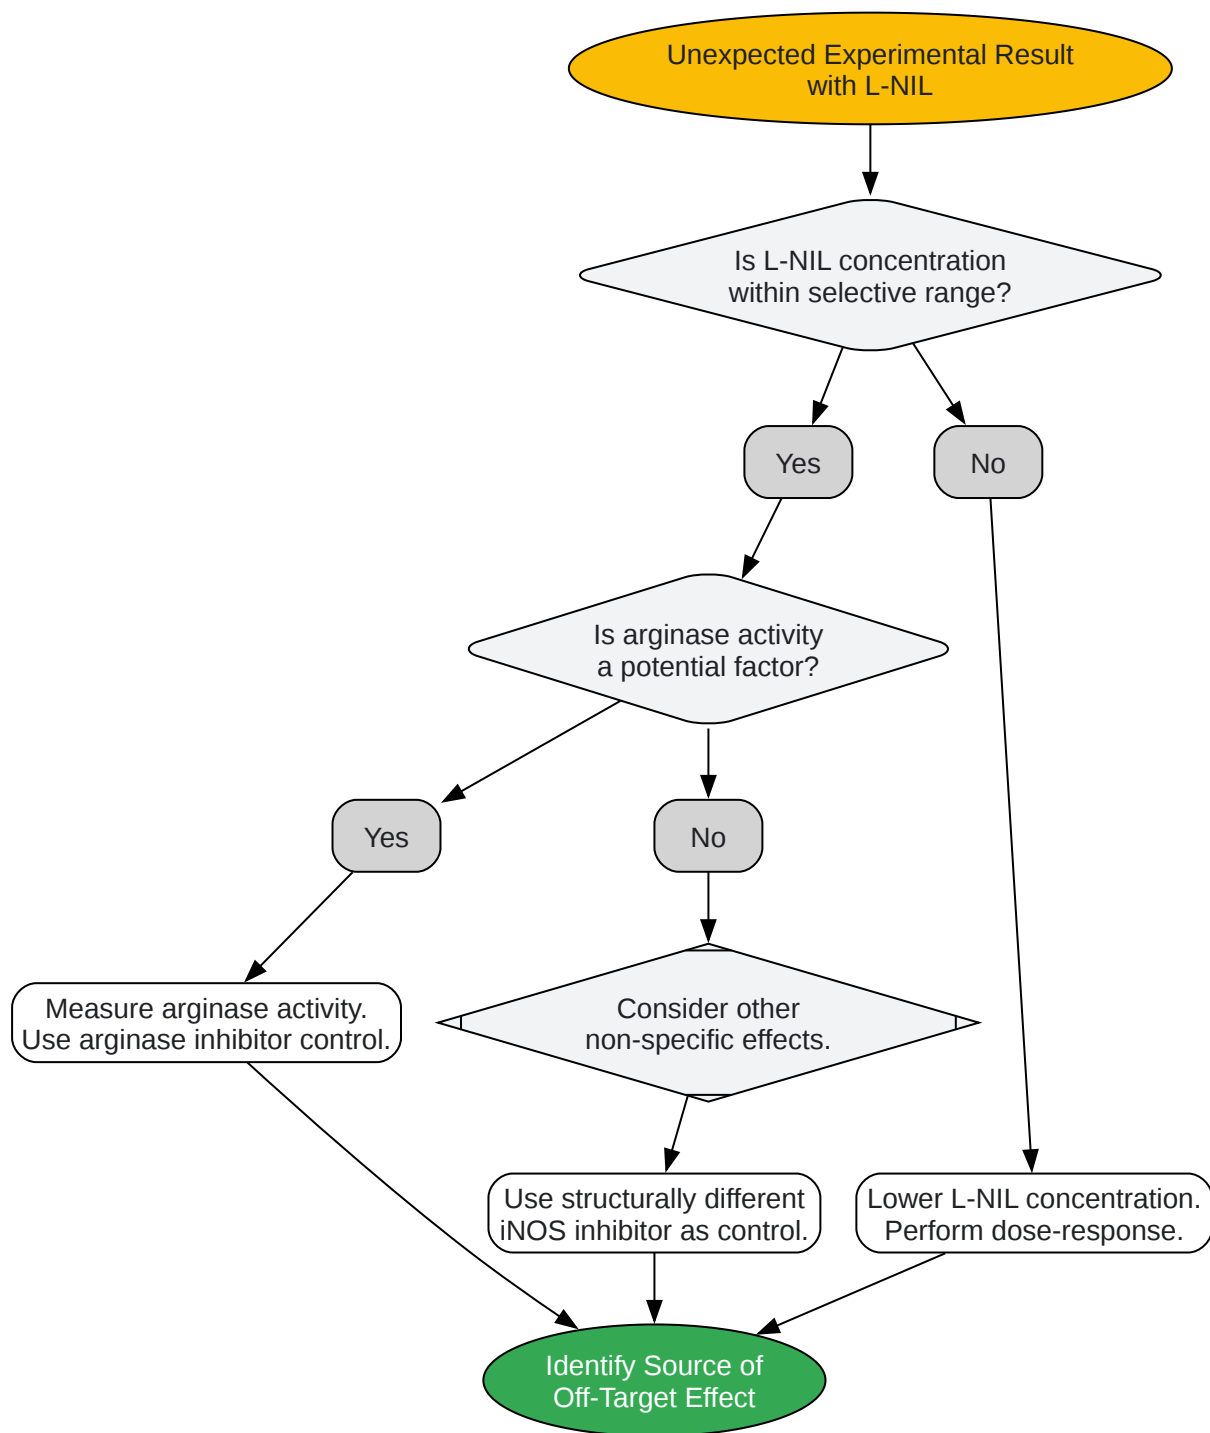 Unexpected Experimental Result
with L-NIL
Is L-NIL concentration
within selective range?
Yes
No
Is arginase activity
a potential factor?
Yes
No
Measure arginase activity.
Use arginase inhibitor control.
Consider other
non-specific effects.
Use structurally different
iNOS inhibitor as control.
Lower L-NIL concentration.
Perform dose-response.
Identify Source of
Off-Target Effect